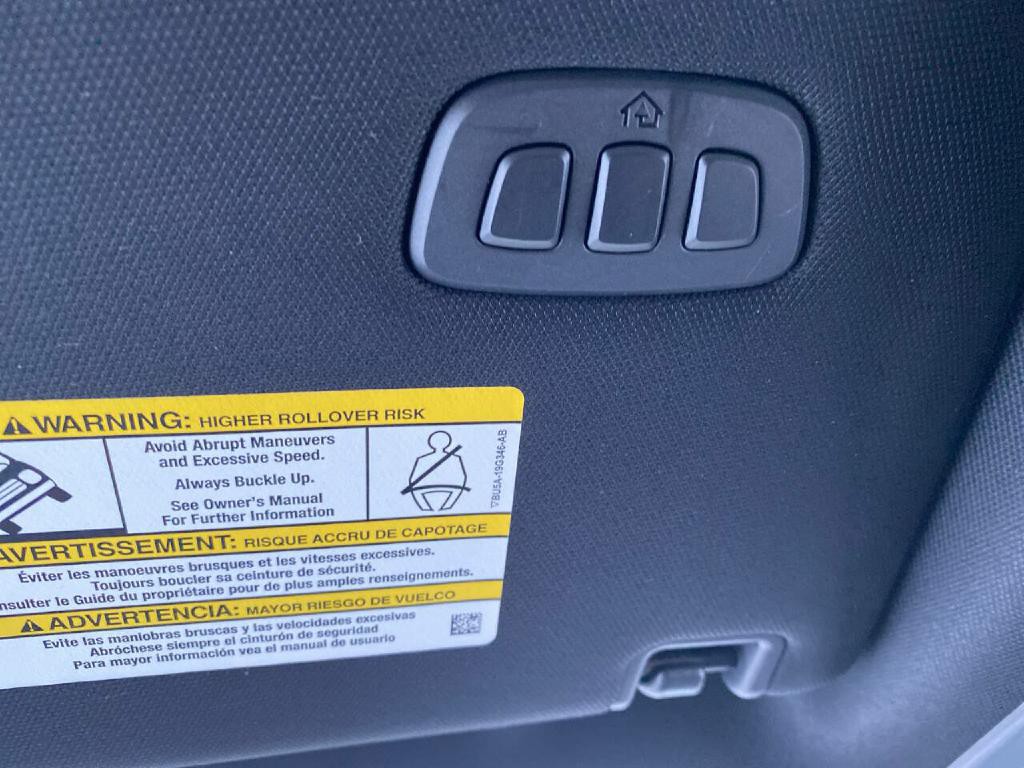 WARNING: HIGHER ROLLOVER RISK
Avoid Abrupt Maneuvers
and Excessive Speed.
Always Buckle Up.
See Owner's Manual
For Further Information
▽BU5A-19G346-AB
AVERTISSEMENT: RISQUE ACCRU DE CAPOTAGE
Éviter les manoeuvres brusques et les vitesses excessives.
Toujours boucler sa ceinture de sécurité.
nsulter le Guide du propriétaire pour de plus amples renseignements.
ADVERTENCIA: MAYOR RIESGO DE VUELCO
Evite las maniobras bruscas y las velocidades excesivas
Abróchese siempre el cinturón de seguridad
Para mayor información vea el manual de usuario